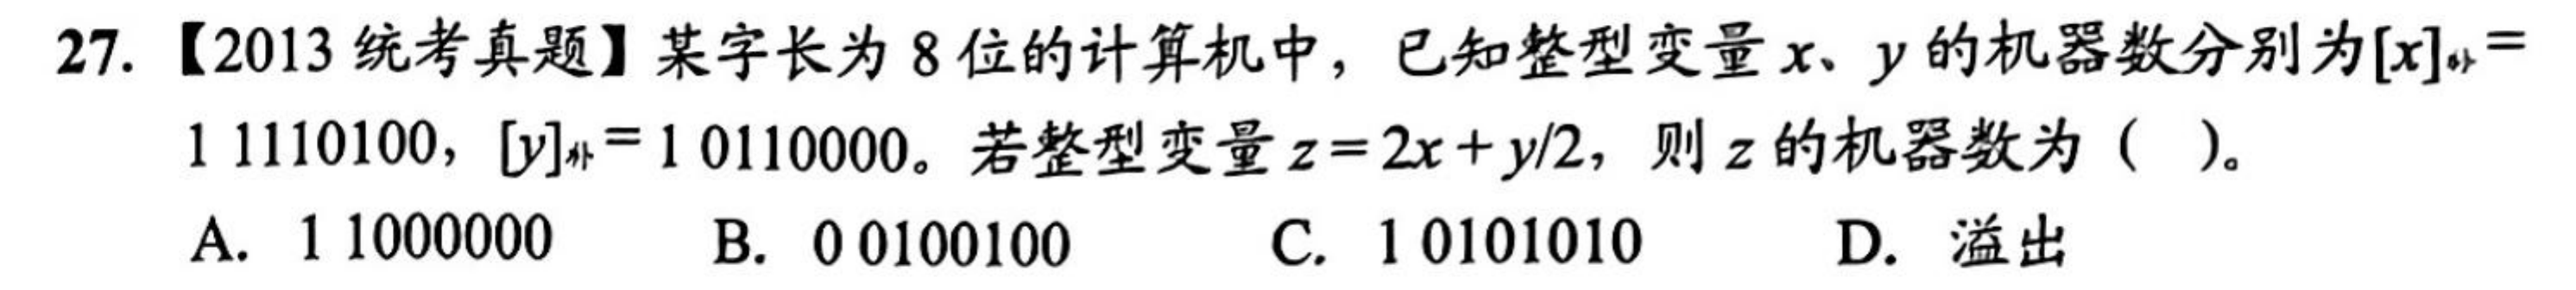 27. 【2013 统考真题】某字长为 8 位的计算机中，已知整型变量 x、y 的机器数分别为[x]补=
1 1110100，[y]补=1 0110000。若整型变量 z=2x+y/2，则 z 的机器数为（ ）。
A. 1 1000000 B. 0 0100100 C. 1 0101010 D. 溢出